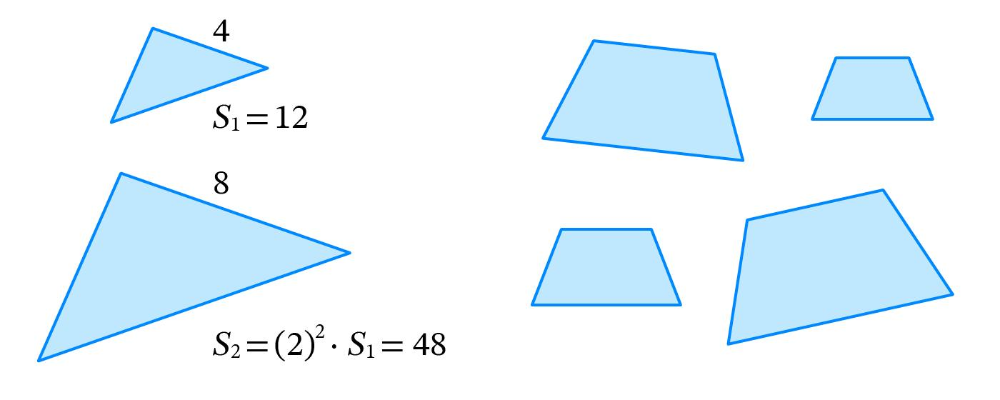 4
S₁ = 12
8
S₂ = (2)² · S₁ = 48